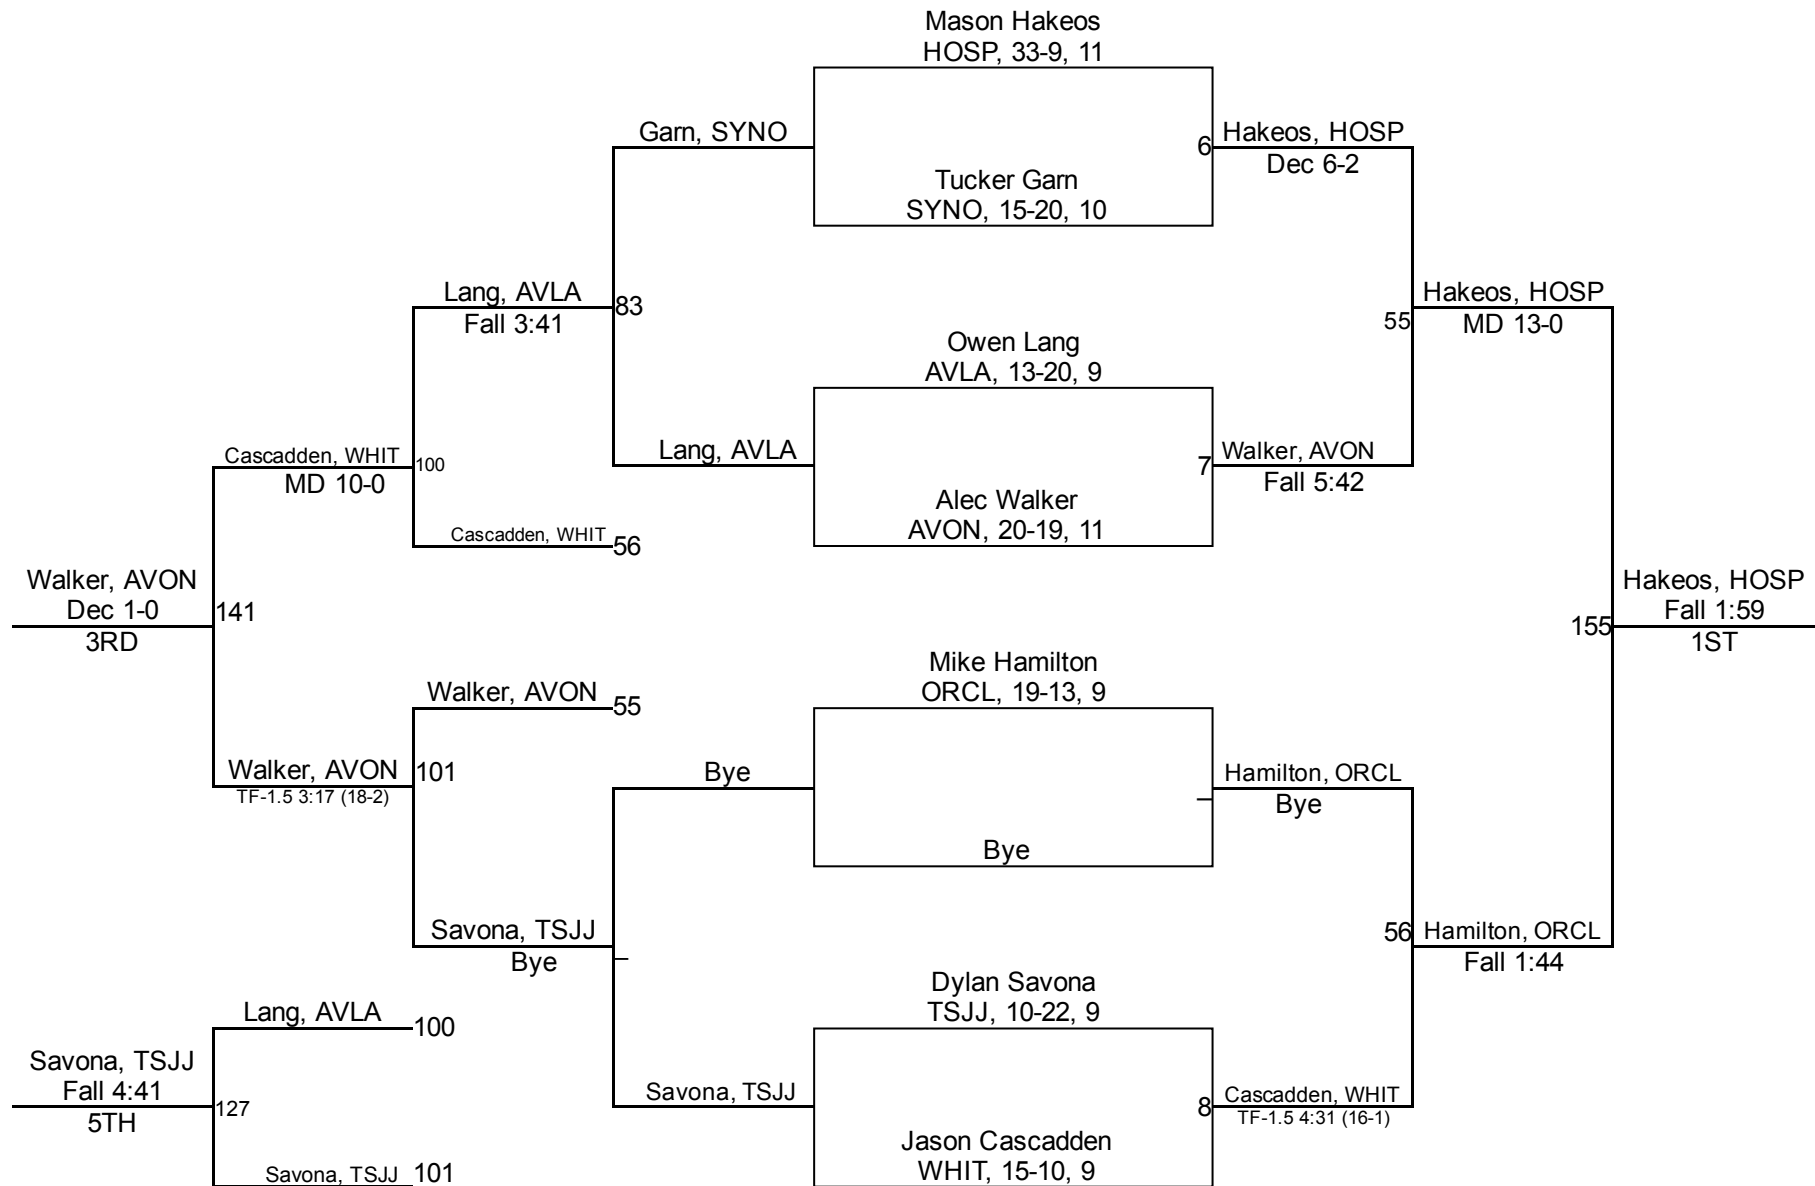 Mason Hakeos
HOSP, 33-9, 11
Garn, SYNO
6
Hakeos, HOSP
Dec 6-2
Tucker Garn
SYNO, 15-20, 10
Lang, AVLA
Fall 3:41
83
55
Hakeos, HOSP
MD 13-0
Owen Lang
AVLA, 13-20, 9
Cascadden, WHIT
MD 10-0
100
Lang, AVLA
7
Walker, AVON
Fall 5:42
Alec Walker
AVON, 20-19, 11
Cascadden, WHIT
56
Walker, AVON
Dec 1-0
3RD
141
155
Hakeos, HOSP
Fall 1:59
1ST
Mike Hamilton
ORCL, 19-13, 9
Walker, AVON
55
Walker, AVON
TF-1.5 3:17 (18-2)
101
Bye
Hamilton, ORCL
Bye
Bye
Savona, TSJJ
Bye
56
Hamilton, ORCL
Fall 1:44
Dylan Savona
TSJJ, 10-22, 9
Lang, AVLA
100
Savona, TSJJ
Fall 4:41
5TH
127
Savona, TSJJ
8
Cascadden, WHIT
TF-1.5 4:31 (16-1)
Jason Cascadden
WHIT, 15-10, 9
Savona, TSJJ
101